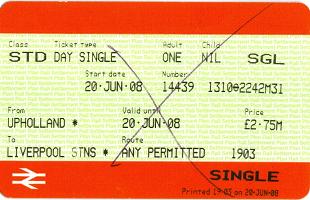 Class Ticket type Adult Child
STD DAY SINGLE ONE NIL SGL
Start date Number
20·JUN·08 14439 1310⊕2242M31
From Valid until Price
UPHOLLAND * 20·JUN·08 £2·75M
To Route
LIVERPOOL STNS * ANY PERMITTED 1903
SINGLE
Printed 19:03 on 20·JUN·08